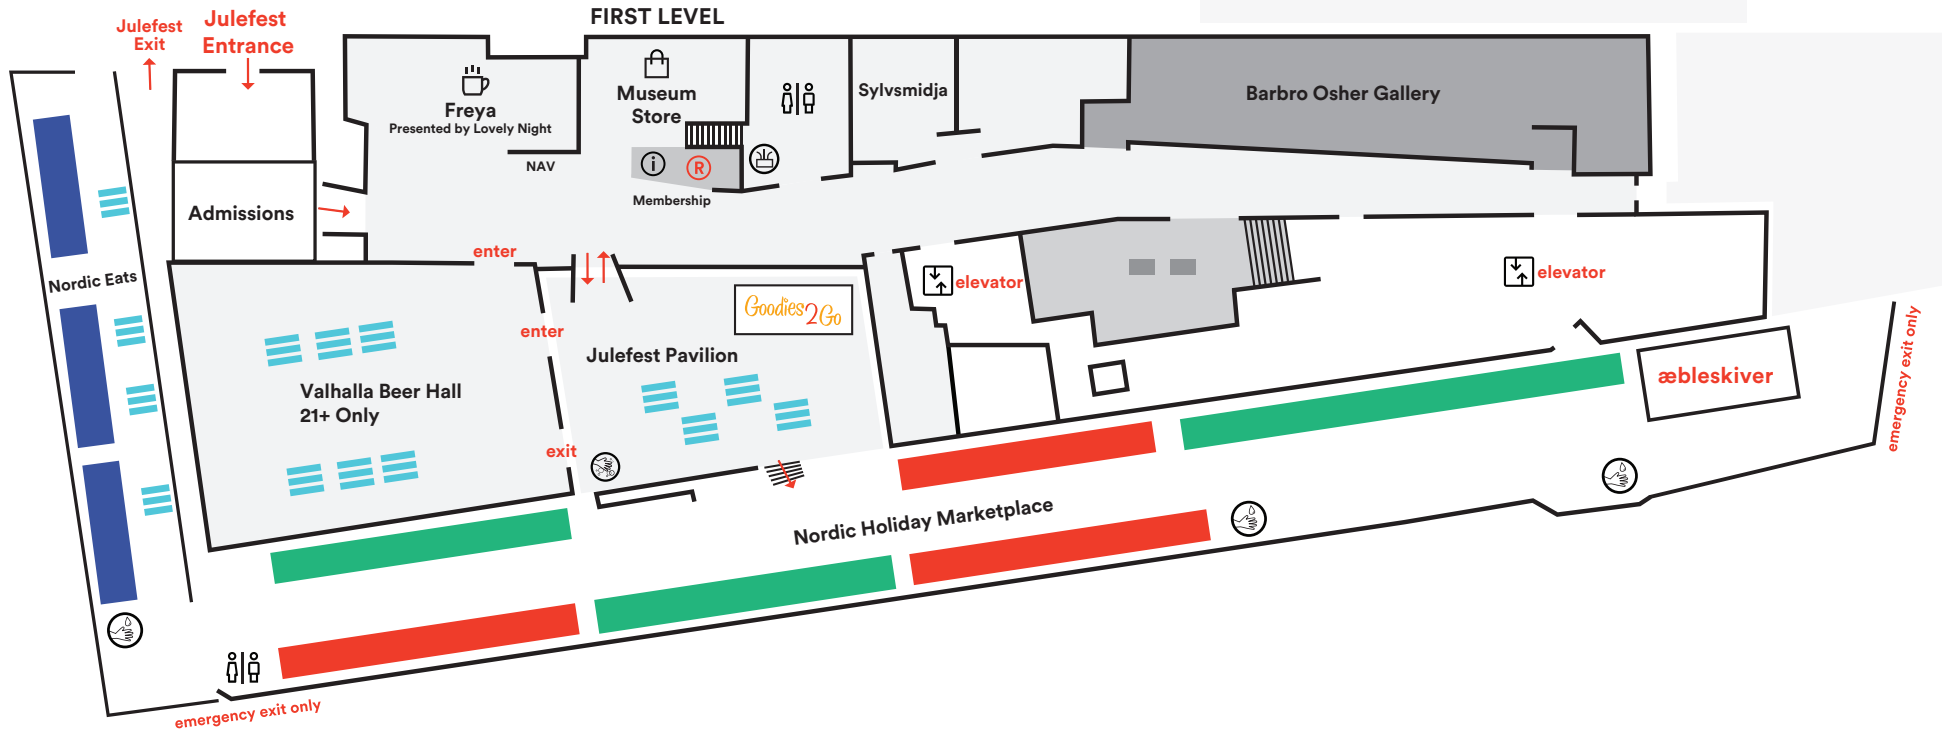 FIRST LEVEL
Julefest
Exit
Julefest
Entrance
Freya
Presented by Lovely Night
NAV
Museum
Store
i
R
Membership
Sylvsmidja
Barbro Osher Gallery
Admissions
Nordic Eats
enter
enter
exit
Goodies2Go
Julefest Pavilion
Valhalla Beer Hall
21+ Only
elevator
elevator
æbleskiver
emergency exit only
Nordic Holiday Marketplace
emergency exit only